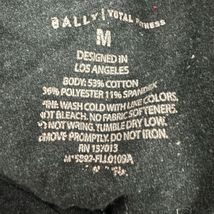 BALLY | TOTAL FITNESS
M
DESIGNED IN
LOS ANGELES
BODY: 53% COTTON
36% POLYESTER 11% SPANDEX
WASH COLD WITH LIKE COLORS.
NOT BLEACH. NO FABRIC SOFTENERS.
NOT WRING. TUMBLE DRY LOW.
REMOVE PROMPTLY. DO NOT IRON.
RN 137013